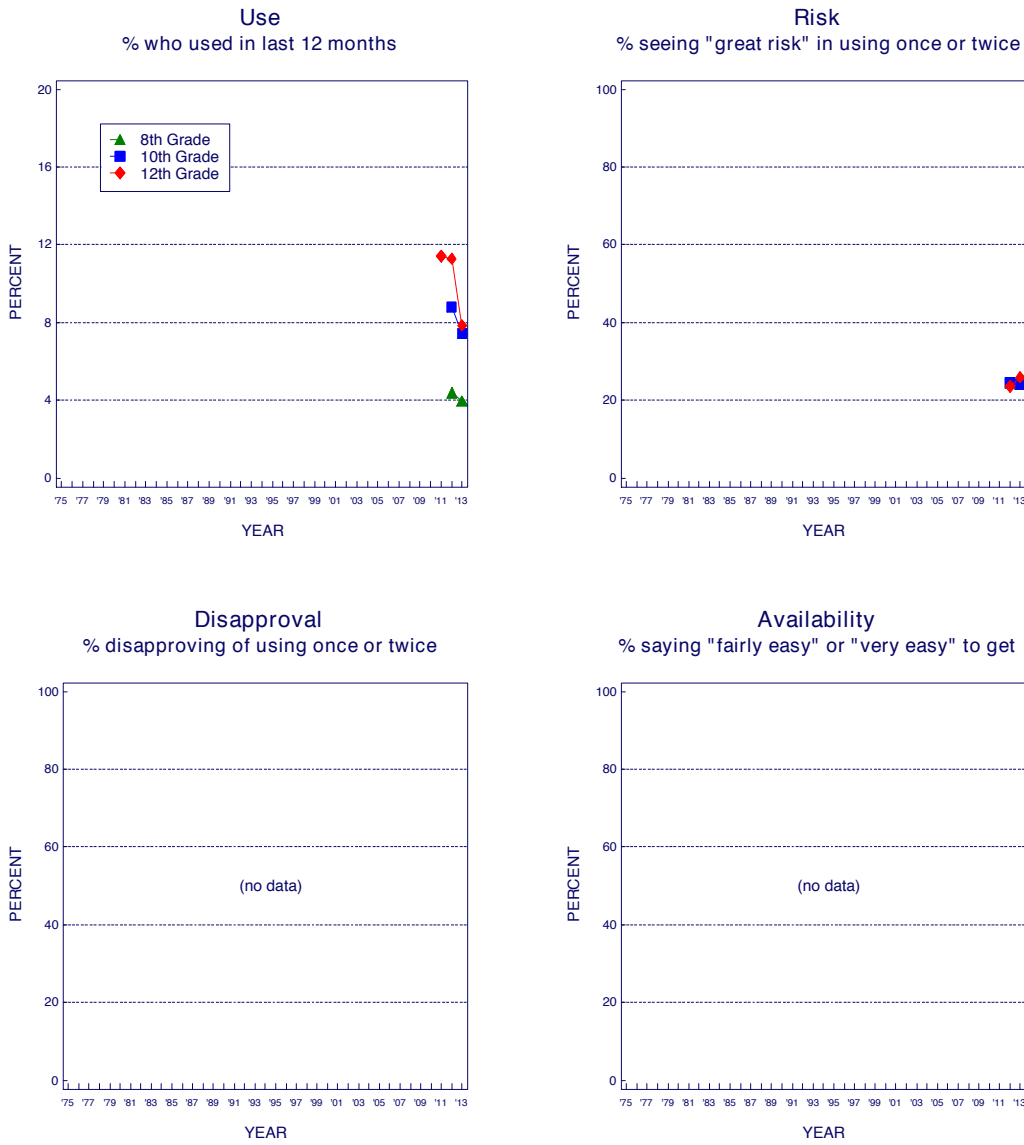 Use
% who used in last 12 months
20
16
12
8
4
0
8th Grade
10th Grade
12th Grade
PERCENT
'75 '77 '79 '81 '83 '85 '87 '89 '91 '93 '95 '97 '99 '01 '03 '05 '07 '09 '11 '13
YEAR
Risk
% seeing "great risk" in using once or twice
100
80
60
40
20
0
PERCENT
'75 '77 '79 '81 '83 '85 '87 '89 '91 '93 '95 '97 '99 '01 '03 '05 '07 '09 '11 '13
YEAR
Disapproval
% disapproving of using once or twice
100
80
60
40
20
0
(no data)
PERCENT
'75 '77 '79 '81 '83 '85 '87 '89 '91 '93 '95 '97 '99 '01 '03 '05 '07 '09 '11 '13
YEAR
Availability
% saying "fairly easy" or "very easy" to get
100
80
60
40
20
0
(no data)
PERCENT
'75 '77 '79 '81 '83 '85 '87 '89 '91 '93 '95 '97 '99 '01 '03 '05 '07 '09 '11 '13
YEAR